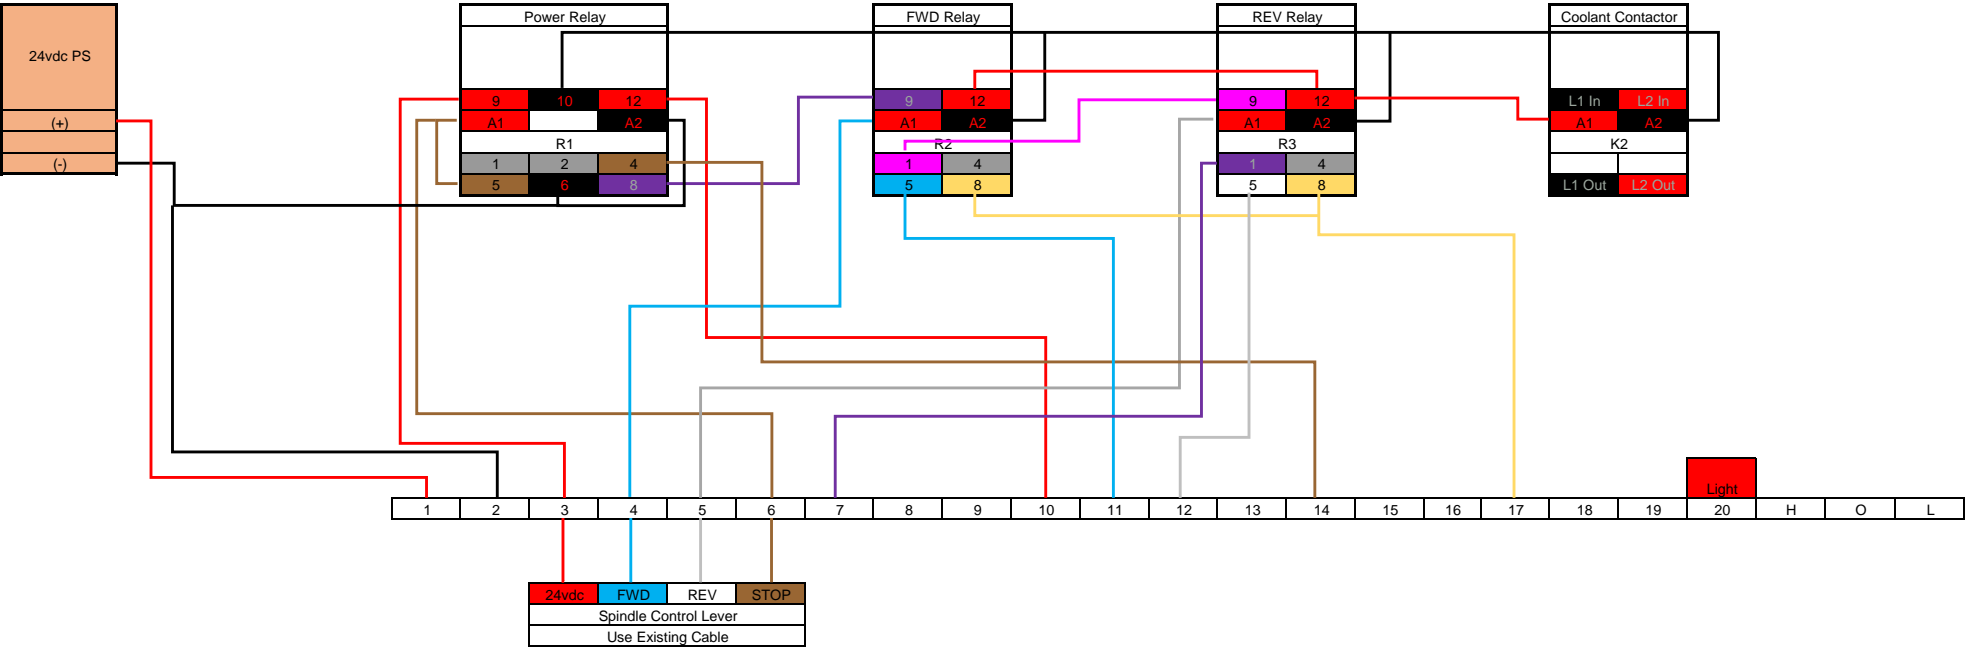 Power Relay FWD Relay REV Relay Coolant Contactor
24vdc PS
9 10 12 9 12 9 12 L1 In L2 In
(+) A1 A2 A1 A2 A1 A2 A1 A2
R1 R2 R3 K2
(-) 1 2 4 1 4 1 4
5 6 8 5 8 5 8 L1 Out L2 Out
Light
1 2 3 4 5 6 7 8 9 10 11 12 13 14 15 16 17 18 19 20 H O L
24vdc FWD REV STOP
Spindle Control Lever
Use Existing Cable